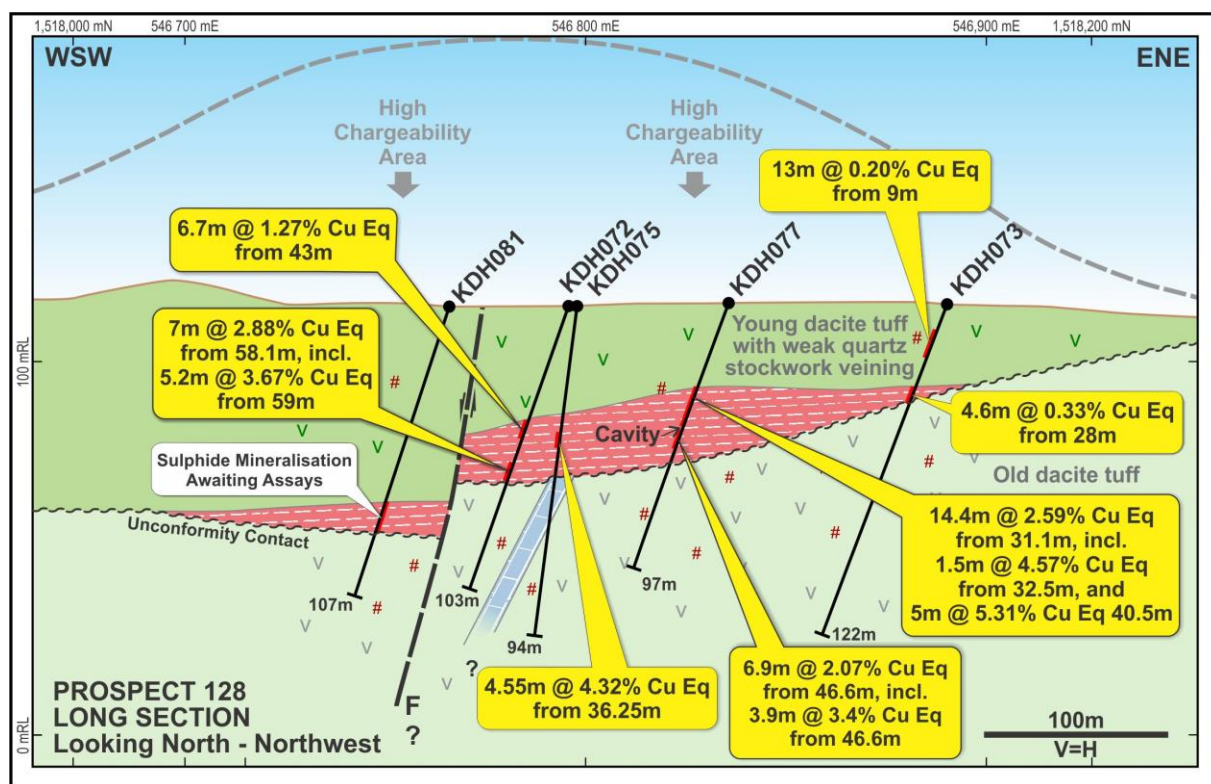 1,518,000 mN
546 700 mE
546 800 mE
546,900 mE
1,518,200 mN
WSW
ENE
High
Chargeability
Area
High
Chargeability
Area
13m @ 0.20% Cu Eq
from 9m
6.7m @ 1.27% Cu Eq
from 43m
KDH081
KDH072
KDH075
KDH077
KDH073
7m @ 2.88% Cu Eq
from 58.1m, incl.
5.2m @ 3.67% Cu Eq
from 59m
Young dacite tuff
with weak quartz
stockwork veining
100 mRL
Cavity
4.6m @ 0.33% Cu Eq
from 28m
Sulphide Mineralisation
Awaiting Assays
Old dacite tuff
Unconformity Contact
14.4m @ 2.59% Cu Eq
from 31.1m, incl.
1.5m @ 4.57% Cu Eq
from 32.5m, and
5m @ 5.31% Cu Eq 40.5m
107m
103m
94m
97m
122m
?
4.55m @ 4.32% Cu Eq
from 36.25m
6.9m @ 2.07% Cu Eq
from 46.6m, incl.
3.9m @ 3.4% Cu Eq
from 46.6m
F
?
PROSPECT 128
LONG SECTION
Looking North - Northwest
0 mRL
100m
V=H